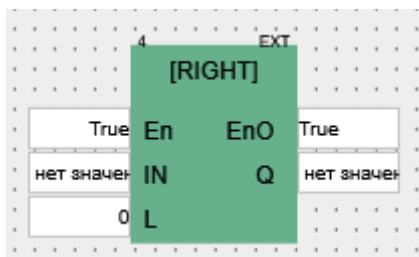 4 EXT
[RIGHT]
True En EnO True
нет значен IN Q нет значен
0 L